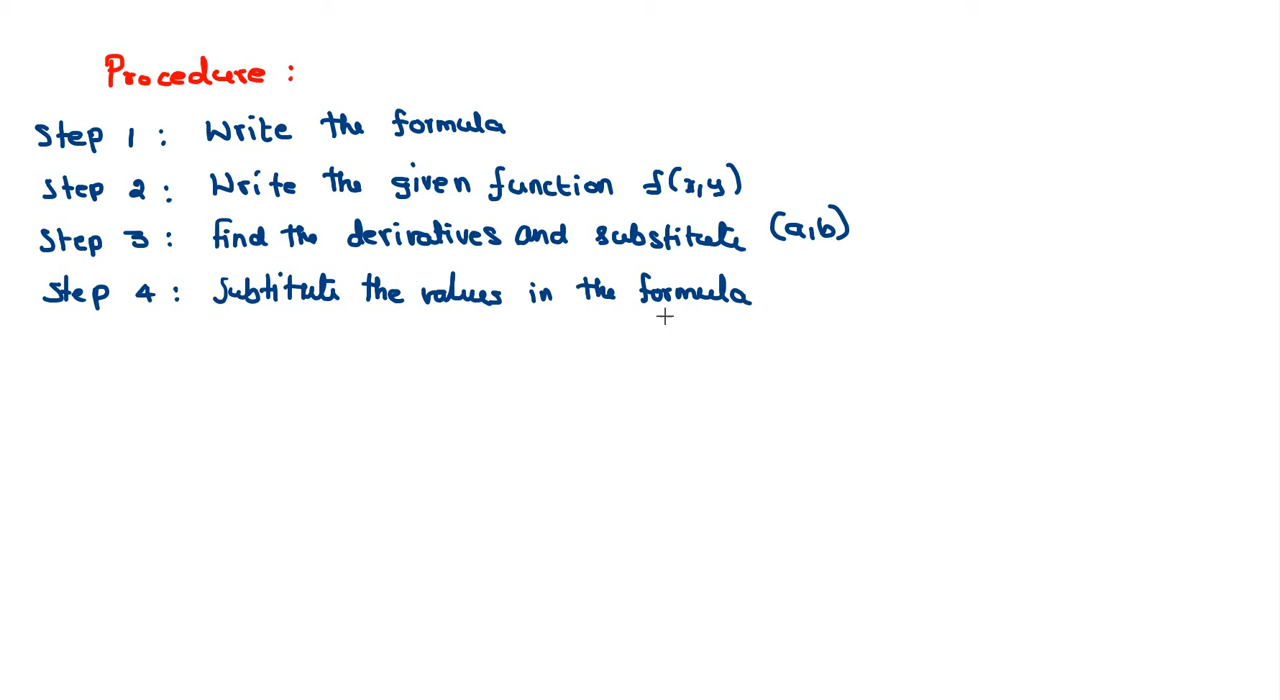 Procedure :
Step 1 : Write the formula
Step 2 : Write the given function f(x,y)
Step 3 : find the derivatives and substitute (a,b)
Step 4 : Subtitute the values in the formula